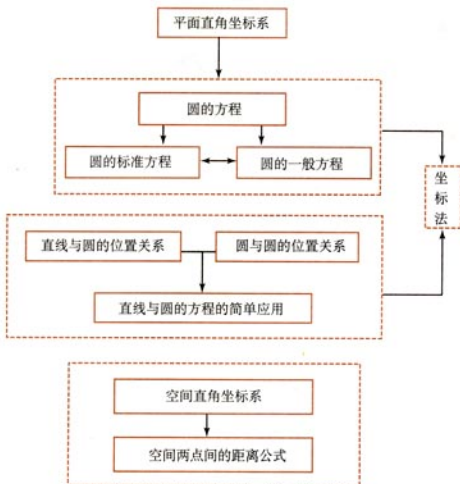 平面直角坐标系
圆的方程
圆的标准方程
圆的一般方程
坐标法
直线与圆的位置关系
圆与圆的位置关系
直线与圆的方程的简单应用
空间直角坐标系
空间两点间的距离公式